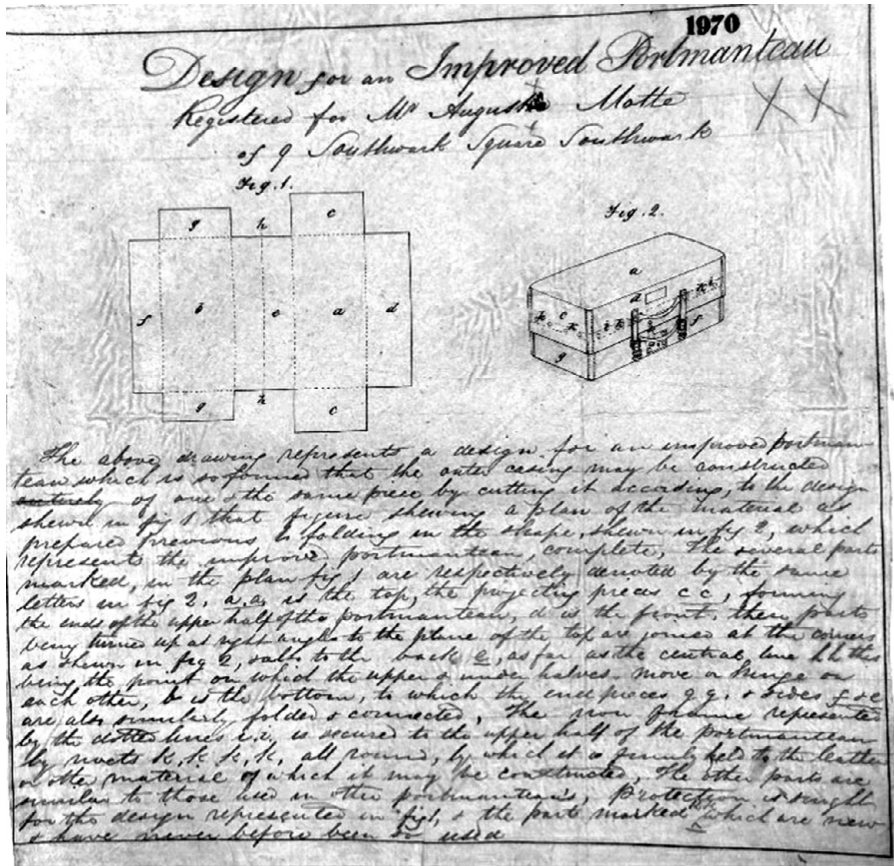 1970
Design for an Improved Portmanteau
Registered for Mr August Motte
of 9 Southwark Square Southwark
Fig. 1.
Fig. 2.
g h c
f b e a d
g h c
a
d
k c k i k k k i
g f
The above drawing represents a design for an improved portman-
teau which is so formed that the outer casing may be constructed
entirely of one & the same piece by cutting it according to the design
shewn in fig 1 that figure shewing a plan of the material as
prepared previous to folding in the shape shewn in fig 2, which
represents the improved portmanteau, complete, The several parts
marked, in the plan fig 1 are respectively denoted by the same
letters in fig 2. a.a. is the top, the projecting pieces c c, forming
the ends of the upper half of the portmanteau, d is the front, these parts
being turned up at right angles to the plane of the top are joined at the corners
as shewn in fig 2, & to the back e, as far as the central line h h this
being the point on which the upper & under halves move or hinge on
each other, b is the bottom, to which the end pieces g g. & sides f & e
are also similarly folded & connected, The iron frame represented
by the dotted lines i.i. is secured to the upper half of the portmanteau
by rivets k, k, k, k, all round, by which it is firmly held to the leather
or other material of which it may be constructed, The other parts are
similar to those used in other portmanteau's, Protection is sought
for the design represented in fig 1, & the parts marked which are new
& have never before been so used